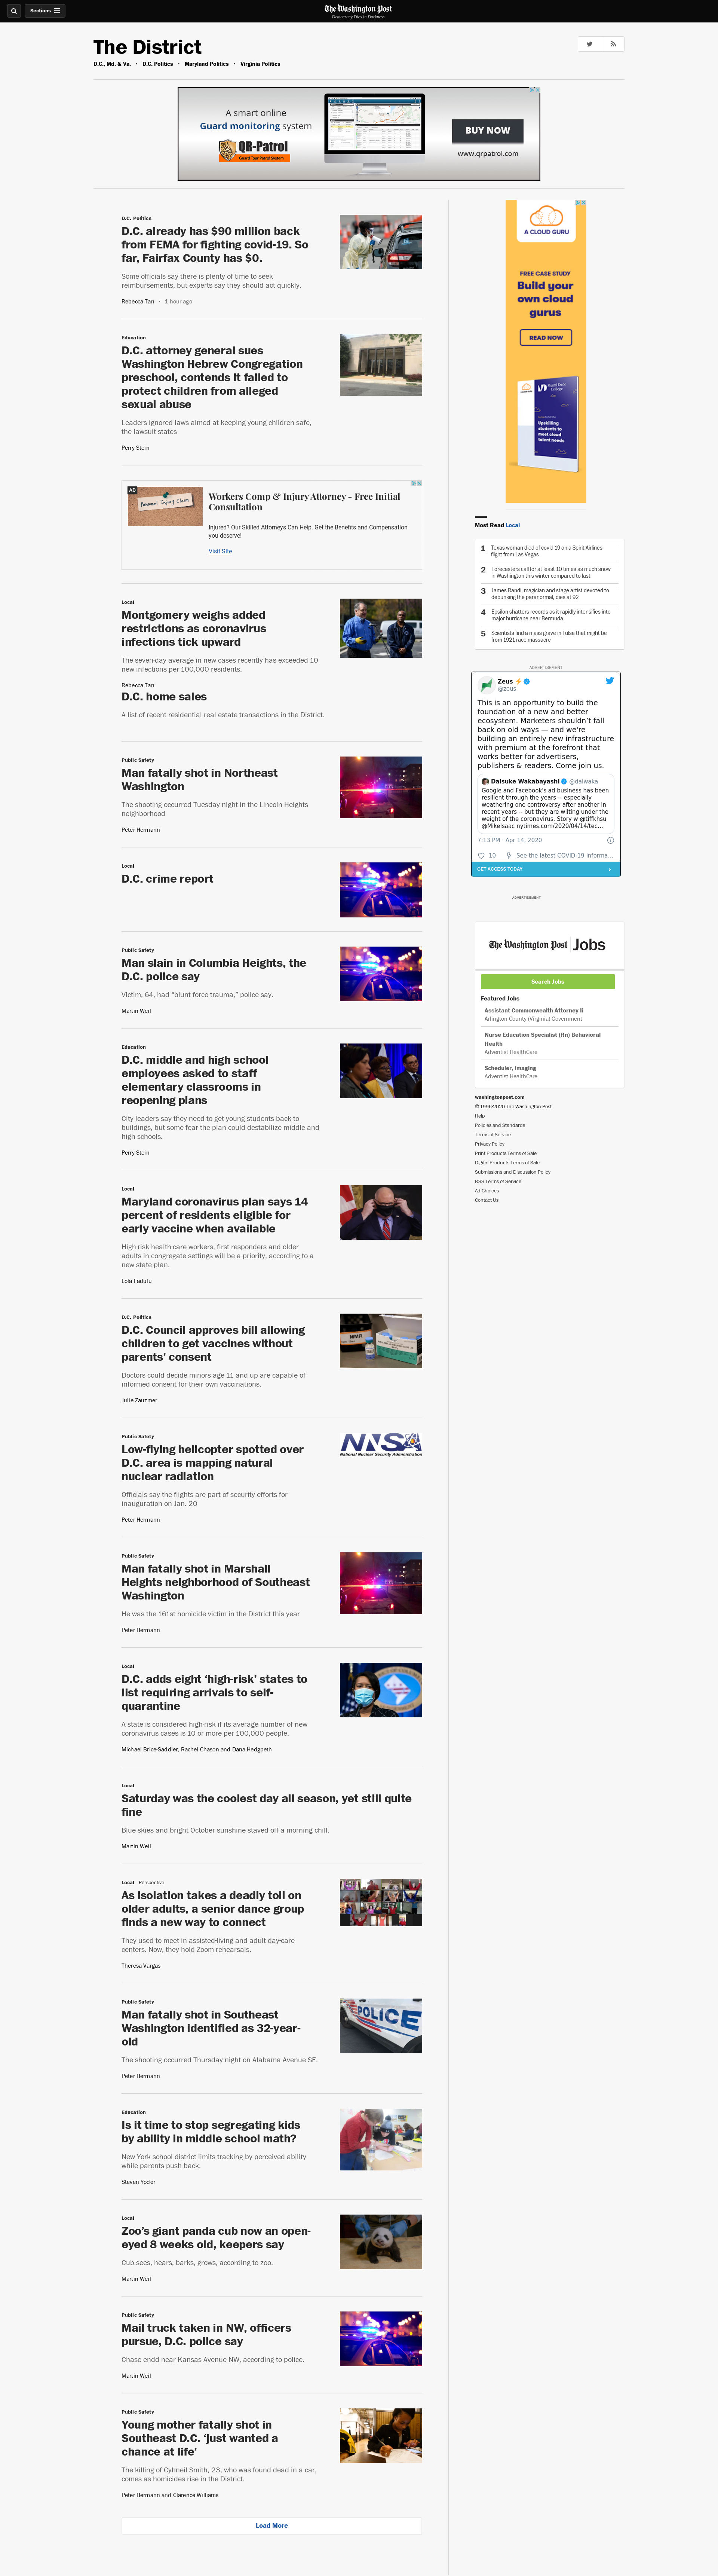 Sections
The Washington Post
Democracy Dies in Darkness
The District
D.C., Md. & Va. • D.C. Politics • Maryland Politics • Virginia Politics
A smart online
Guard monitoring system
QR-Patrol
Guard Tour Patrol System
BUY NOW
www.qrpatrol.com
D.C. Politics
D.C. already has $90 million back
from FEMA for fighting covid-19. So
far, Fairfax County has $0.
Some officials say there is plenty of time to seek
reimbursements, but experts say they should act quickly.
Rebecca Tan • 1 hour ago
Education
D.C. attorney general sues
Washington Hebrew Congregation
preschool, contends it failed to
protect children from alleged
sexual abuse
Leaders ignored laws aimed at keeping young children safe,
the lawsuit states
Perry Stein
AD
Personal Injury Claim
Workers Comp & Injury Attorney - Free Initial
Consultation
Injured? Our Skilled Attorneys Can Help. Get the Benefits and Compensation
you deserve!
Visit Site
Local
Montgomery weighs added
restrictions as coronavirus
infections tick upward
The seven-day average in new cases recently has exceeded 10
new infections per 100,000 residents.
Rebecca Tan
D.C. home sales
A list of recent residential real estate transactions in the District.
Public Safety
Man fatally shot in Northeast
Washington
The shooting occurred Tuesday night in the Lincoln Heights
neighborhood
Peter Hermann
Local
D.C. crime report
Public Safety
Man slain in Columbia Heights, the
D.C. police say
Victim, 64, had “blunt force trauma,” police say.
Martin Weil
Education
D.C. middle and high school
employees asked to staff
elementary classrooms in
reopening plans
City leaders say they need to get young students back to
buildings, but some fear the plan could destabilize middle and
high schools.
Perry Stein
Local
Maryland coronavirus plan says 14
percent of residents eligible for
early vaccine when available
High-risk health-care workers, first responders and older
adults in congregate settings will be a priority, according to a
new state plan.
Lola Fadulu
D.C. Politics
D.C. Council approves bill allowing
children to get vaccines without
parents’ consent
Doctors could decide minors age 11 and up are capable of
informed consent for their own vaccinations.
Julie Zauzmer
MMR
Public Safety
Low-flying helicopter spotted over
D.C. area is mapping natural
nuclear radiation
Officials say the flights are part of security efforts for
inauguration on Jan. 20
Peter Hermann
NNSA
National Nuclear Security Administration
Public Safety
Man fatally shot in Marshall
Heights neighborhood of Southeast
Washington
He was the 161st homicide victim in the District this year
Peter Hermann
Local
D.C. adds eight ‘high-risk’ states to
list requiring arrivals to self-
quarantine
A state is considered high-risk if its average number of new
coronavirus cases is 10 or more per 100,000 people.
Michael Brice-Saddler, Rachel Chason and Dana Hedgpeth
Local
Saturday was the coolest day all season, yet still quite
fine
Blue skies and bright October sunshine staved off a morning chill.
Martin Weil
Local Perspective
As isolation takes a deadly toll on
older adults, a senior dance group
finds a new way to connect
They used to meet in assisted-living and adult day-care
centers. Now, they hold Zoom rehearsals.
Theresa Vargas
Public Safety
Man fatally shot in Southeast
Washington identified as 32-year-
old
The shooting occurred Thursday night on Alabama Avenue SE.
Peter Hermann
POLICE
Education
Is it time to stop segregating kids
by ability in middle school math?
New York school district limits tracking by perceived ability
while parents push back.
Steven Yoder
Local
Zoo’s giant panda cub now an open-
eyed 8 weeks old, keepers say
Cub sees, hears, barks, grows, according to zoo.
Martin Weil
Public Safety
Mail truck taken in NW, officers
pursue, D.C. police say
Chase endd near Kansas Avenue NW, according to police.
Martin Weil
Public Safety
Young mother fatally shot in
Southeast D.C. ‘just wanted a
chance at life’
The killing of Cyhneil Smith, 23, who was found dead in a car,
comes as homicides rise in the District.
Peter Hermann and Clarence Williams
Load More
A CLOUD GURU
FREE CASE STUDY
Build your
own cloud
gurus
READ NOW
Upskilling
students to
meet cloud
talent needs
Most Read Local
1 Texas woman died of covid-19 on a Spirit Airlines
flight from Las Vegas
2 Forecasters call for at least 10 times as much snow
in Washington this winter compared to last
3 James Randi, magician and stage artist devoted to
debunking the paranormal, dies at 92
4 Epsilon shatters records as it rapidly intensifies into
major hurricane near Bermuda
5 Scientists find a mass grave in Tulsa that might be
from 1921 race massacre
ADVERTISEMENT
Zeus ⚡
@zeus
This is an opportunity to build the
foundation of a new and better
ecosystem. Marketers shouldn’t fall
back on old ways — and we're
building an entirely new infrastructure
with premium at the forefront that
works better for advertisers,
publishers & readers. Come join us.
Daisuke Wakabayashi @daiwaka
Google and Facebook's ad business has been
resilient through the years -- especially
weathering one controversy after another in
recent years -- but they are wilting under the
weight of the coronavirus. Story w @tiffkhsu
@MikeIsaac nytimes.com/2020/04/14/tec…
7:13 PM · Apr 14, 2020
10 See the latest COVID-19 informa…
GET ACCESS TODAY
ADVERTISEMENT
The Washington Post Jobs
Search Jobs
Featured Jobs
Assistant Commonwealth Attorney Ii
Arlington County (Virginia) Government
Nurse Education Specialist (Rn) Behavioral
Health
Adventist HealthCare
Scheduler, Imaging
Adventist HealthCare
washingtonpost.com
© 1996-2020 The Washington Post
Help
Policies and Standards
Terms of Service
Privacy Policy
Print Products Terms of Sale
Digital Products Terms of Sale
Submissions and Discussion Policy
RSS Terms of Service
Ad Choices
Contact Us